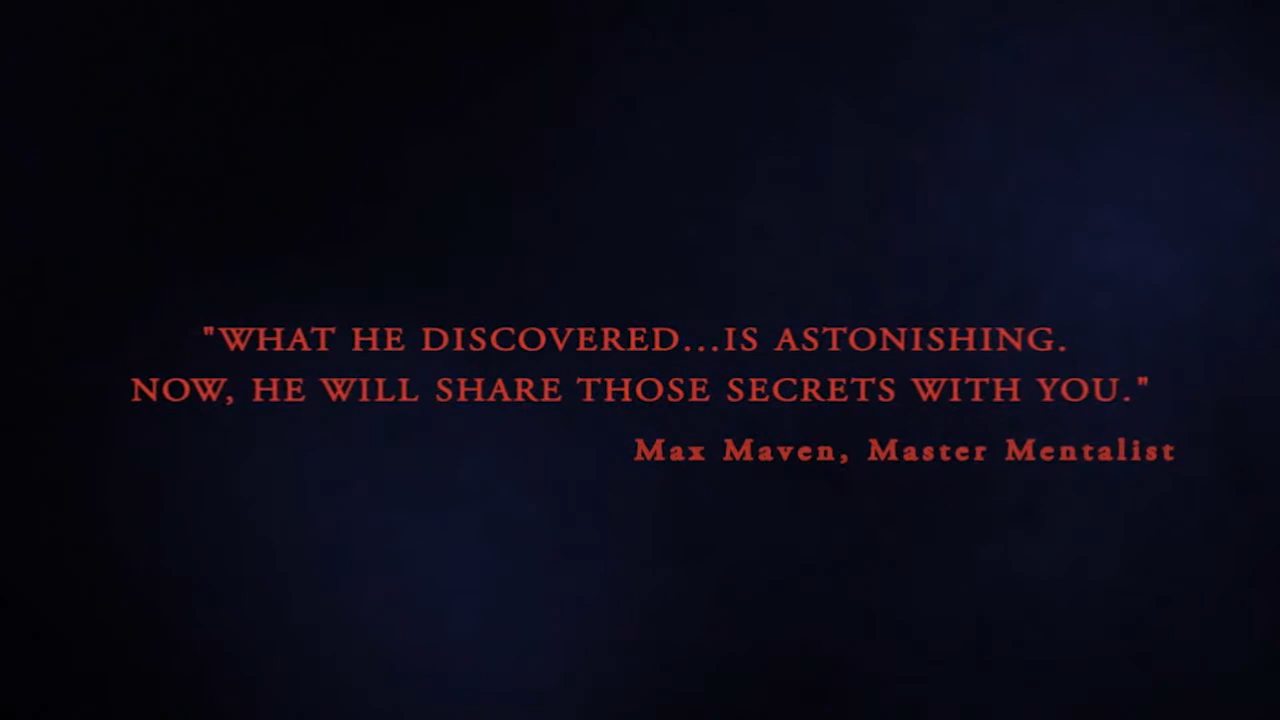 "WHAT HE DISCOVERED...IS ASTONISHING.
NOW, HE WILL SHARE THOSE SECRETS WITH YOU."
Max Maven, Master Mentalist